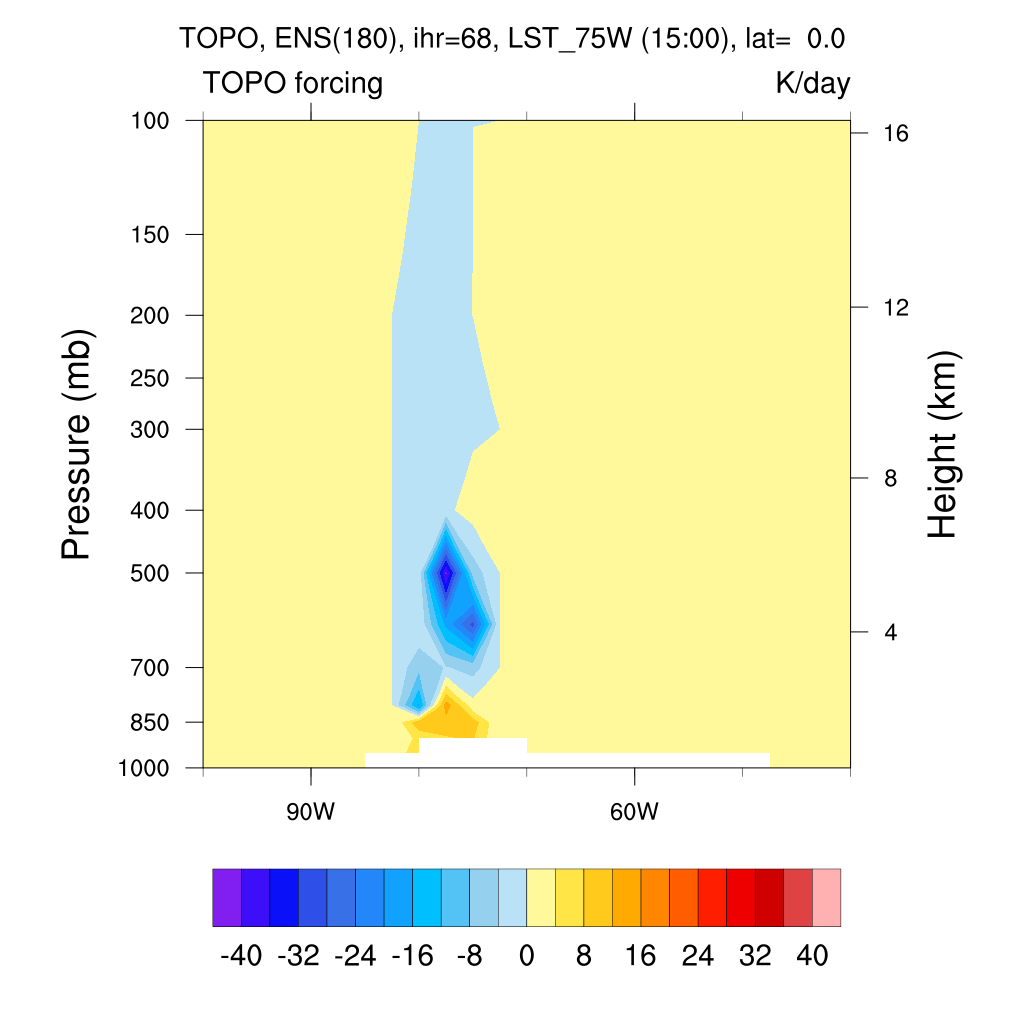 TOPO, ENS(180), ihr=68, LST_75W (15:00), lat=  0.0
TOPO forcing
K/day
100
150
200
250
300
400
500
700
850
1000
Pressure (mb)
16
12
8
4
Height (km)
90W
60W
-40 -32 -24 -16 -8 0 8 16 24 32 40